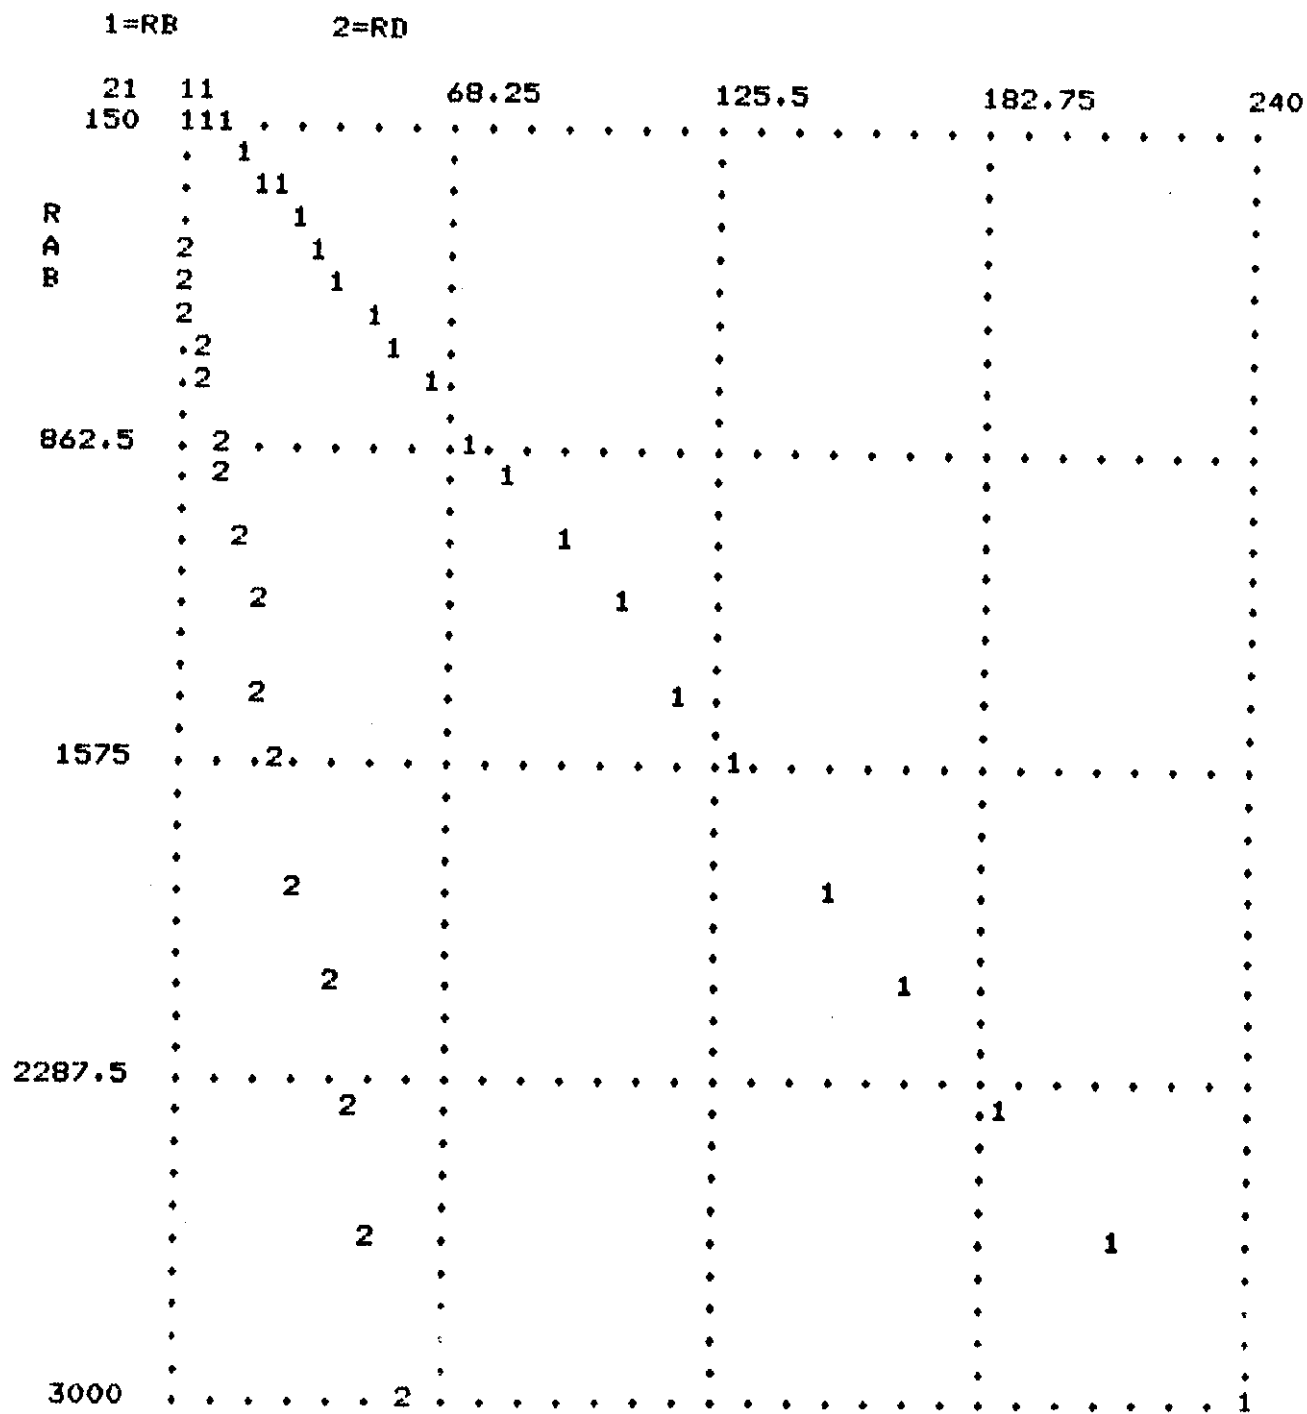 1=RB 2=RD
21 11 68.25 125.5 182.75 240
150 111 . . . . . . . . . . . . . . . . . . . . . . . . . . .
1
11
R 1
A 2 1
B 2 1
2 1
2 1
2 1
862.5 . 2 . . . . . . 1 . . . . . . . . . . . . . . . . . . . . .
2 1
2 1
2 1
2 1
1575 . . . 2 . . . . . . . . . . . . 1 . . . . . . . . . . . . . .
2 1
2 1
2287.5 . . . . . . . . . . . . . . . . . . . . . . . . . . . . .
2 1
2 1
3000 . . . . . . 2 . . . . . . . . . . . . . . . . . . . . . . 1